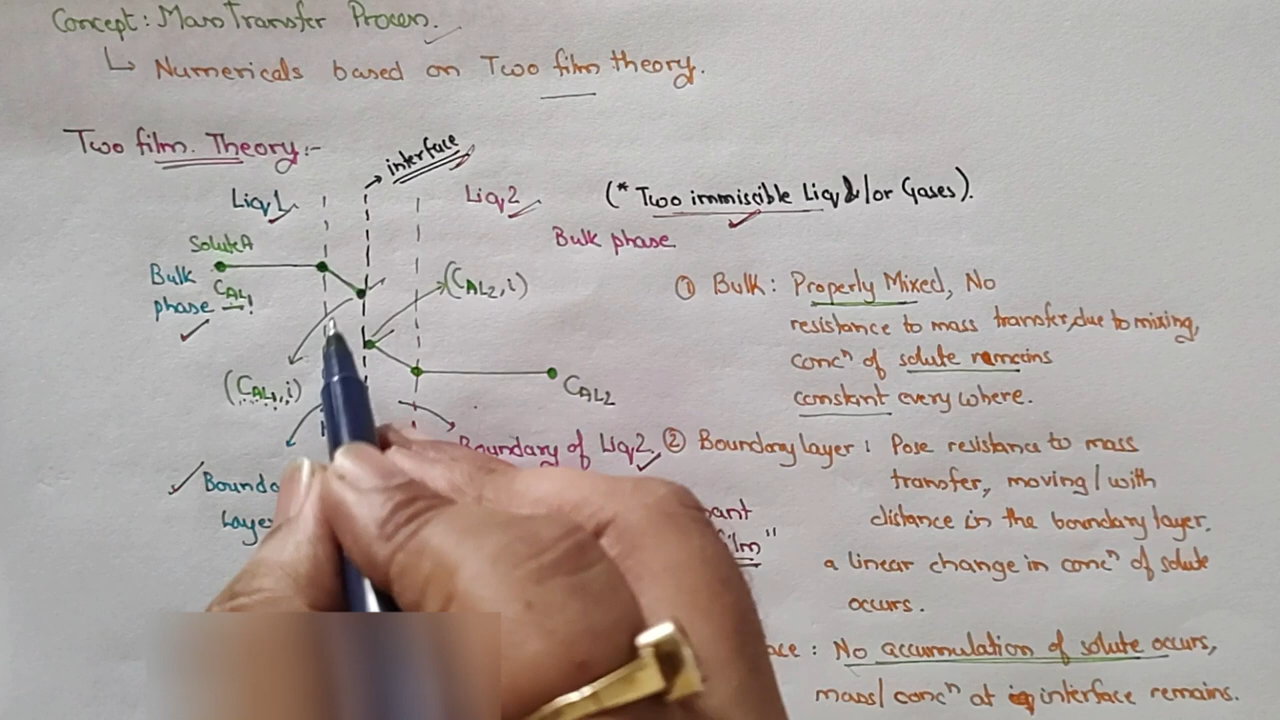 Concept: Mass Transfer Process.
↳ Numericals based on Two film theory.
Two film. Theory:-
→ interface
Liq1
Liq2
(* Two immiscible Liq &/or Gases).
Solute A
Bulk phase
Bulk
phase CAL1
(CAL2,i)
(CAL1,i)
CAL2
① Bulk: Properly Mixed, No
resistance to mass transfer, due to mixing,
concⁿ of solute remains
constant every where.
Boundary of Liq2
② Boundary layer: Pose resistance to mass
transfer, moving / with
distance in the boundary layer.
a linear change in concⁿ of solute
occurs.
Layer
: No accumulation of solute occurs,
mass/ concⁿ at interface remains.